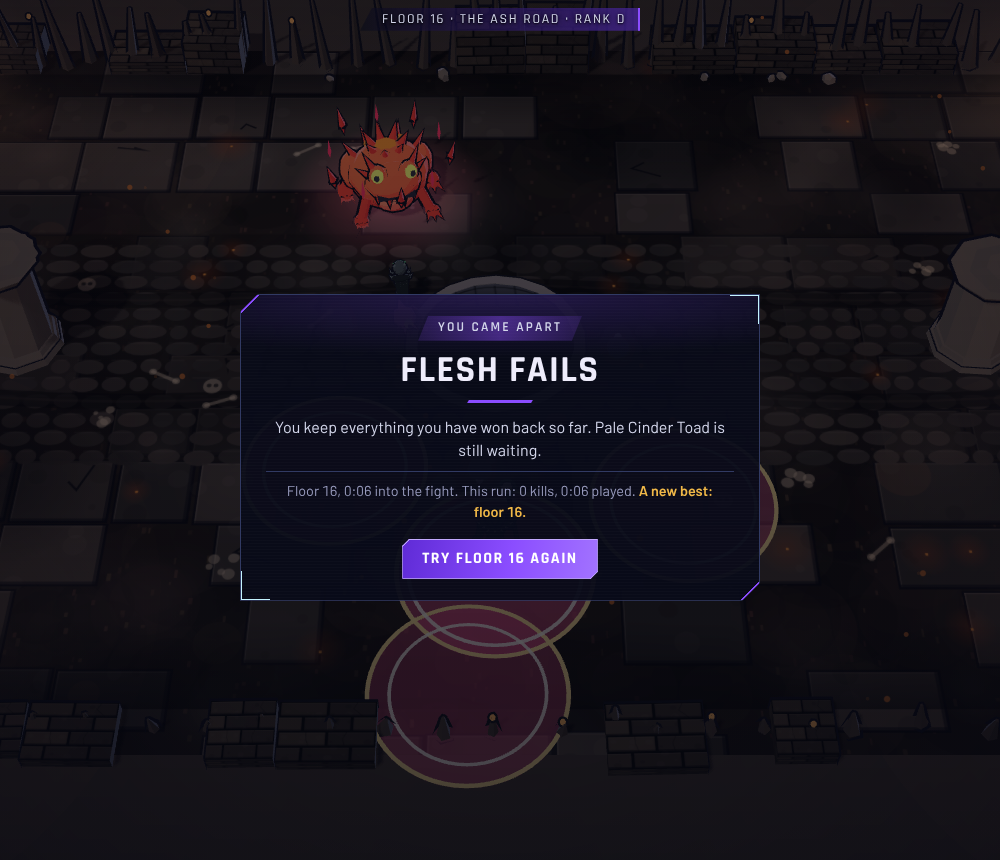 FLOOR 16 · THE ASH ROAD · RANK D
YOU CAME APART
FLESH FAILS
You keep everything you have won back so far. Pale Cinder Toad is
still waiting.
Floor 16, 0:06 into the fight. This run: 0 kills, 0:06 played. A new best:
floor 16.
TRY FLOOR 16 AGAIN